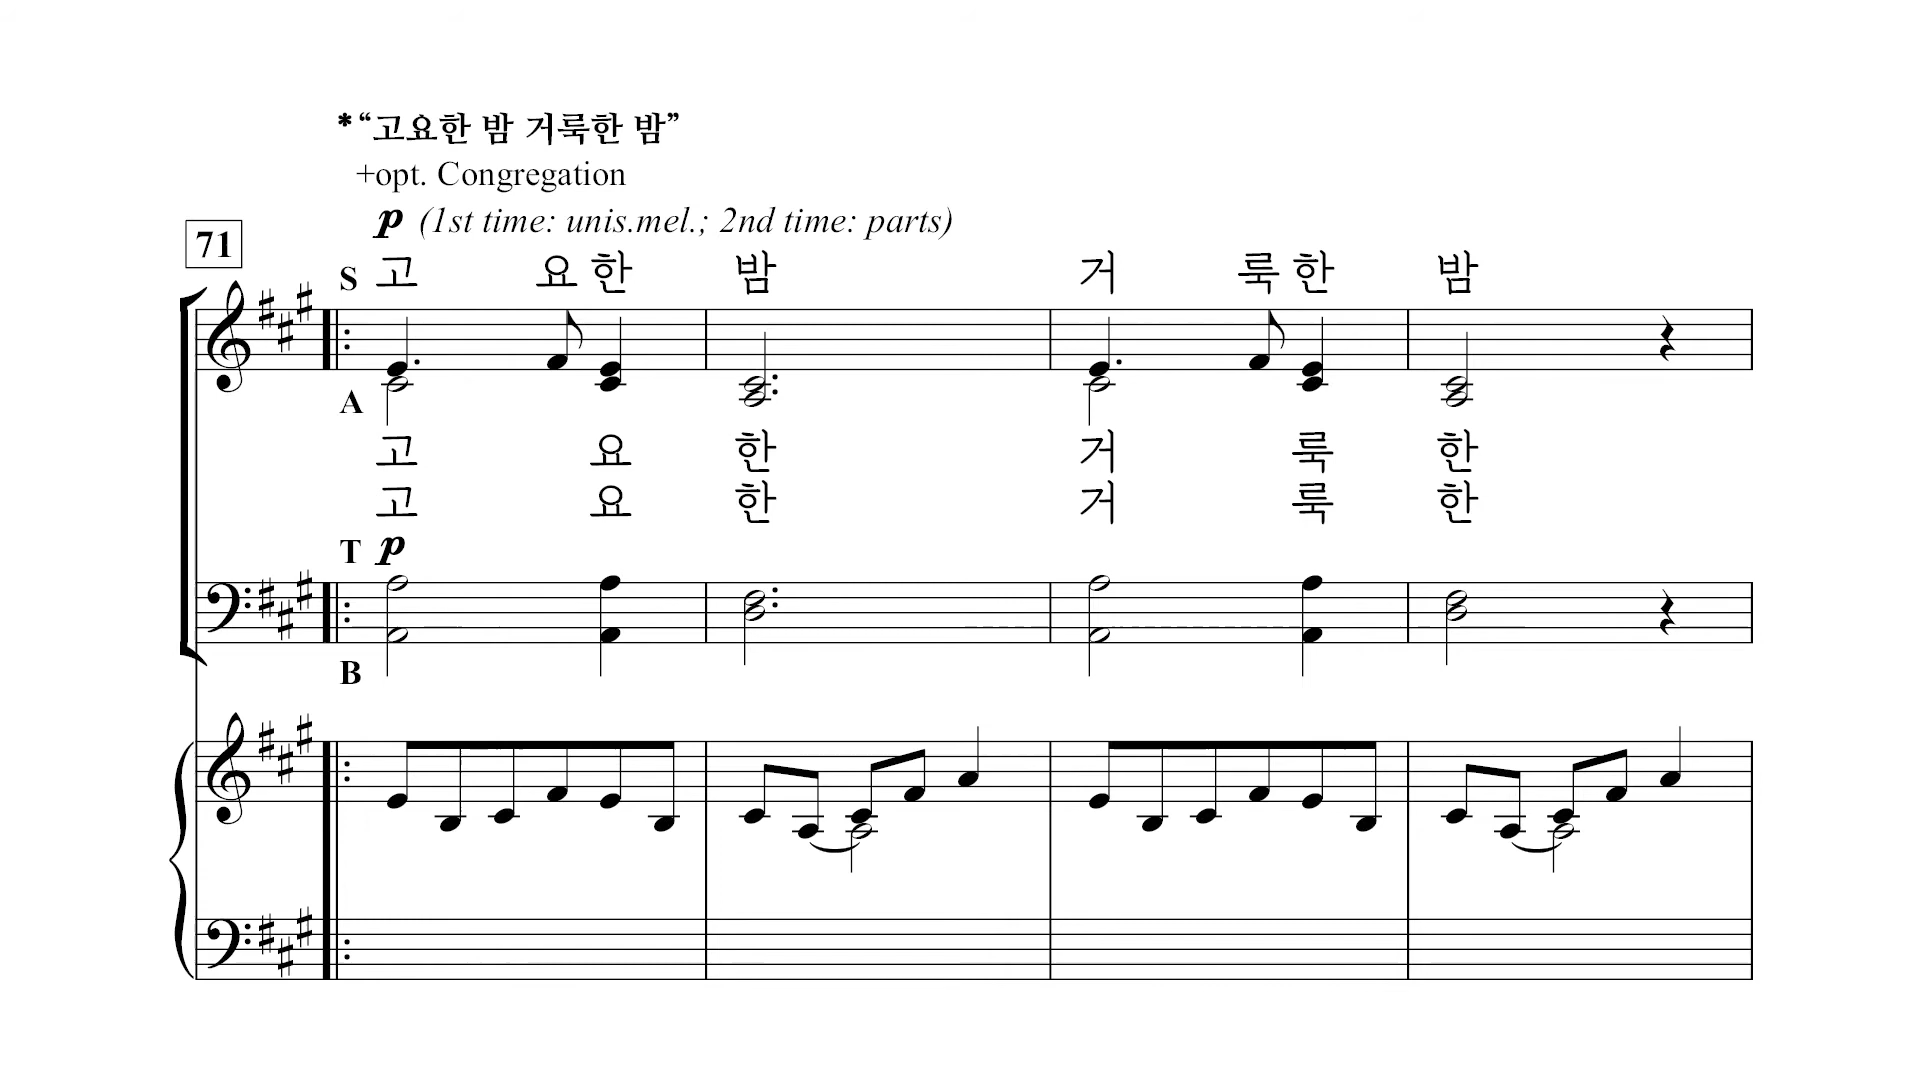 *“고요한 밤 거룩한 밤”
+opt. Congregation
p (1st time: unis.mel.; 2nd time: parts)
71
S 고 요 한 밤 거 룩 한 밤
A
고 요 한 거 룩 한
고 요 한 거 룩 한
T p
B